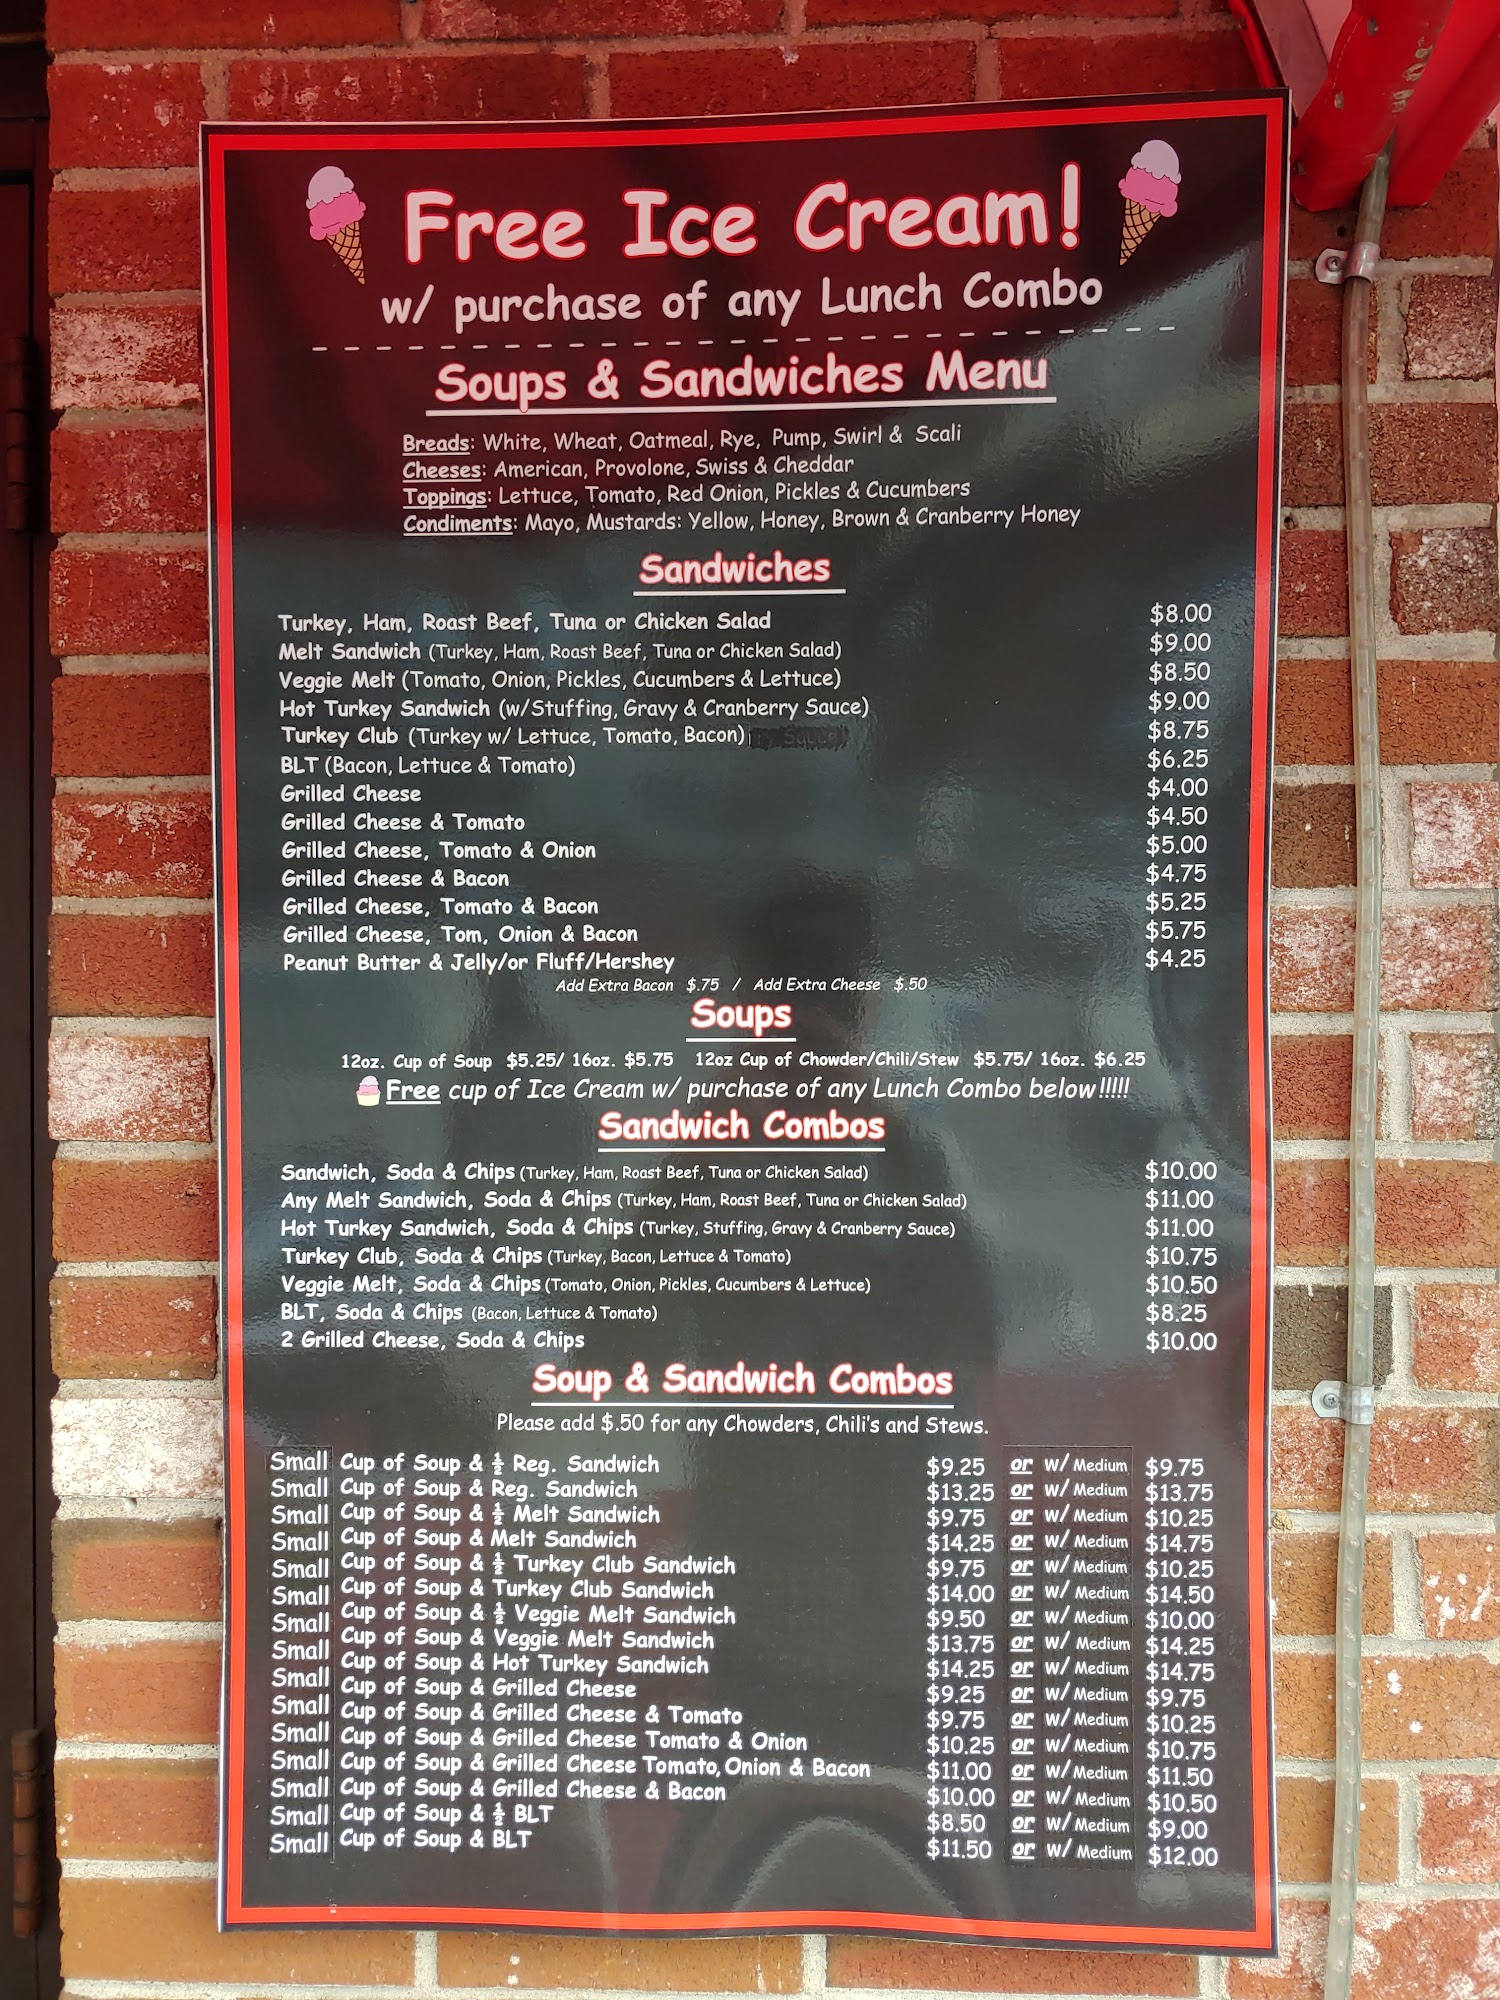 Free Ice Cream!
w/ purchase of any Lunch Combo
Soups & Sandwiches Menu
Breads: White, Wheat, Oatmeal, Rye, Pump, Swirl & Scali
Cheeses: American, Provolone, Swiss & Cheddar
Toppings: Lettuce, Tomato, Red Onion, Pickles & Cucumbers
Condiments: Mayo, Mustards: Yellow, Honey, Brown & Cranberry Honey
Sandwiches
Turkey, Ham, Roast Beef, Tuna or Chicken Salad $8.00
Melt Sandwich (Turkey, Ham, Roast Beef, Tuna or Chicken Salad) $9.00
Veggie Melt (Tomato, Onion, Pickles, Cucumbers & Lettuce) $8.50
Hot Turkey Sandwich (w/Stuffing, Gravy & Cranberry Sauce) $9.00
Turkey Club (Turkey w/ Lettuce, Tomato, Bacon) $8.75
BLT (Bacon, Lettuce & Tomato) $6.25
Grilled Cheese $4.00
Grilled Cheese & Tomato $4.50
Grilled Cheese, Tomato & Onion $5.00
Grilled Cheese & Bacon $4.75
Grilled Cheese, Tomato & Bacon $5.25
Grilled Cheese, Tom, Onion & Bacon $5.75
Peanut Butter & Jelly/or Fluff/Hershey $4.25
Add Extra Bacon $.75 / Add Extra Cheese $.50
Soups
12oz. Cup of Soup $5.25/ 16oz. $5.75 12oz Cup of Chowder/Chili/Stew $5.75/ 16oz. $6.25
Free cup of Ice Cream w/ purchase of any Lunch Combo below!!!!!
Sandwich Combos
Sandwich, Soda & Chips (Turkey, Ham, Roast Beef, Tuna or Chicken Salad) $10.00
Any Melt Sandwich, Soda & Chips (Turkey, Ham, Roast Beef, Tuna or Chicken Salad) $11.00
Hot Turkey Sandwich, Soda & Chips (Turkey, Stuffing, Gravy & Cranberry Sauce) $11.00
Turkey Club, Soda & Chips (Turkey, Bacon, Lettuce & Tomato) $10.75
Veggie Melt, Soda & Chips (Tomato, Onion, Pickles, Cucumbers & Lettuce) $10.50
BLT, Soda & Chips (Bacon, Lettuce & Tomato) $8.25
2 Grilled Cheese, Soda & Chips $10.00
Soup & Sandwich Combos
Please add $.50 for any Chowders, Chili's and Stews.
Small Cup of Soup & ½ Reg. Sandwich $9.25 or w/ Medium $9.75
Small Cup of Soup & Reg. Sandwich $13.25 or w/ Medium $13.75
Small Cup of Soup & ½ Melt Sandwich $9.75 or w/ Medium $10.25
Small Cup of Soup & Melt Sandwich $14.25 or w/ Medium $14.75
Small Cup of Soup & ½ Turkey Club Sandwich $9.75 or w/ Medium $10.25
Small Cup of Soup & Turkey Club Sandwich $14.00 or w/ Medium $14.50
Small Cup of Soup & ½ Veggie Melt Sandwich $9.50 or w/ Medium $10.00
Small Cup of Soup & Veggie Melt Sandwich $13.75 or w/ Medium $14.25
Small Cup of Soup & Hot Turkey Sandwich $14.25 or w/ Medium $14.75
Small Cup of Soup & Grilled Cheese $9.25 or w/ Medium $9.75
Small Cup of Soup & Grilled Cheese & Tomato $9.75 or w/ Medium $10.25
Small Cup of Soup & Grilled Cheese Tomato & Onion $10.25 or w/ Medium $10.75
Small Cup of Soup & Grilled Cheese Tomato, Onion & Bacon $11.00 or w/ Medium $11.50
Small Cup of Soup & Grilled Cheese & Bacon $10.00 or w/ Medium $10.50
Small Cup of Soup & ½ BLT $8.50 or w/ Medium $9.00
Small Cup of Soup & BLT $11.50 or w/ Medium $12.00